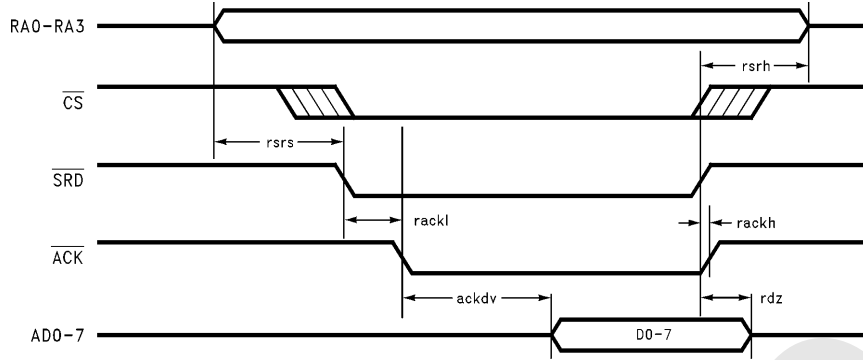 RA0-RA3
rsrh
CS
rsrs
SRD
rackl
rackh
ACK
ackdv
rdz
AD0-7
D0-7